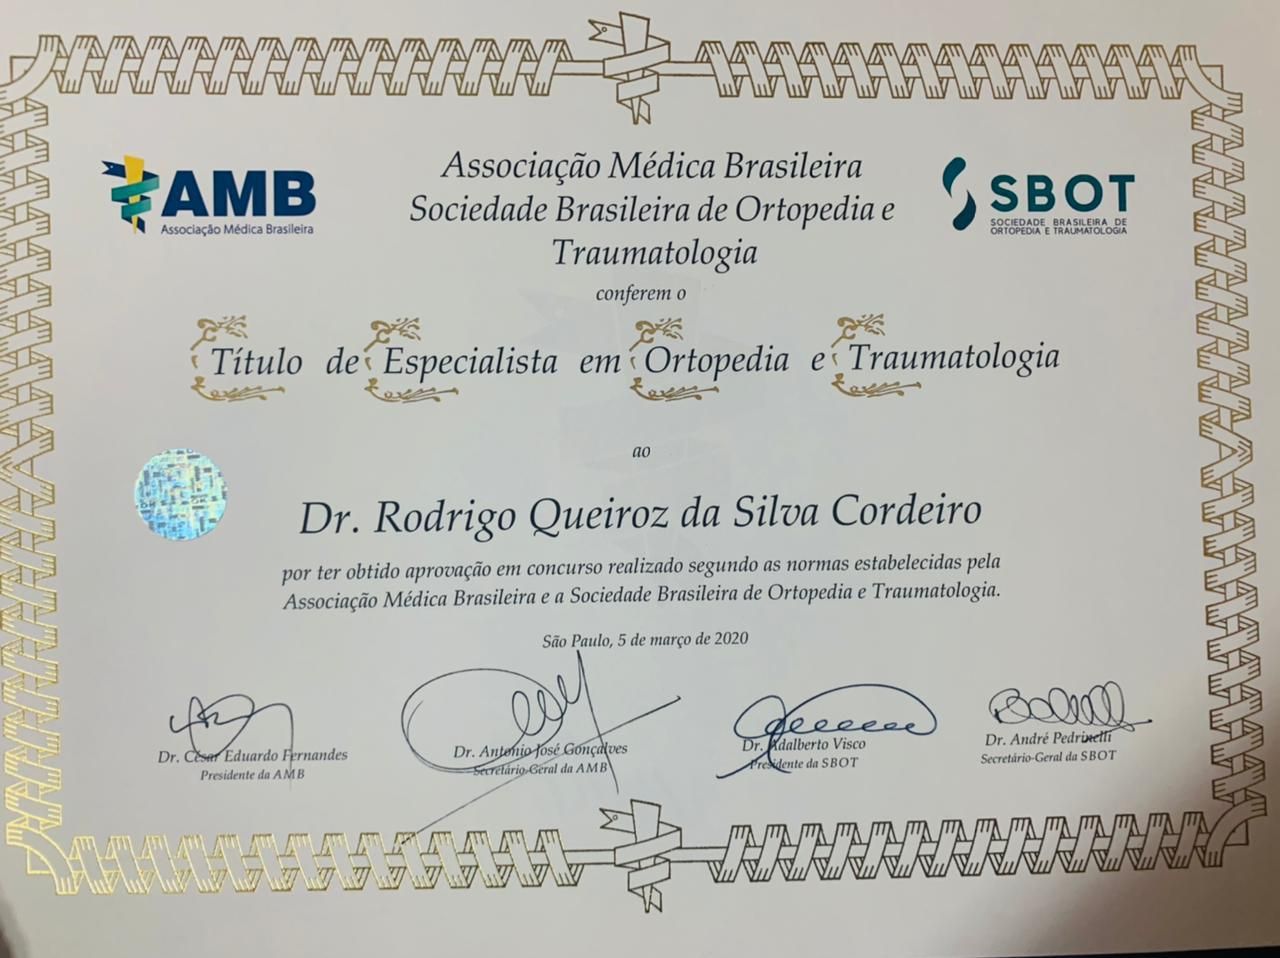 AMB
Associação Médica Brasileira
Associação Médica Brasileira
Sociedade Brasileira de Ortopedia e
Traumatologia
SBOT
SOCIEDADE BRASILEIRA DE
ORTOPEDIA E TRAUMATOLOGIA
conferem o
Título de Especialista em Ortopedia e Traumatologia
ao
Dr. Rodrigo Queiroz da Silva Cordeiro
por ter obtido aprovação em concurso realizado segundo as normas estabelecidas pela
Associação Médica Brasileira e a Sociedade Brasileira de Ortopedia e Traumatologia.
São Paulo, 5 de março de 2020
Dr. César Eduardo Fernandes
Presidente da AMB
Dr. Antonio José Gonçalves
Secretário-Geral da AMB
Dr. Adalberto Visco
Presidente da SBOT
Dr. André Pedrinelli
Secretário-Geral da SBOT